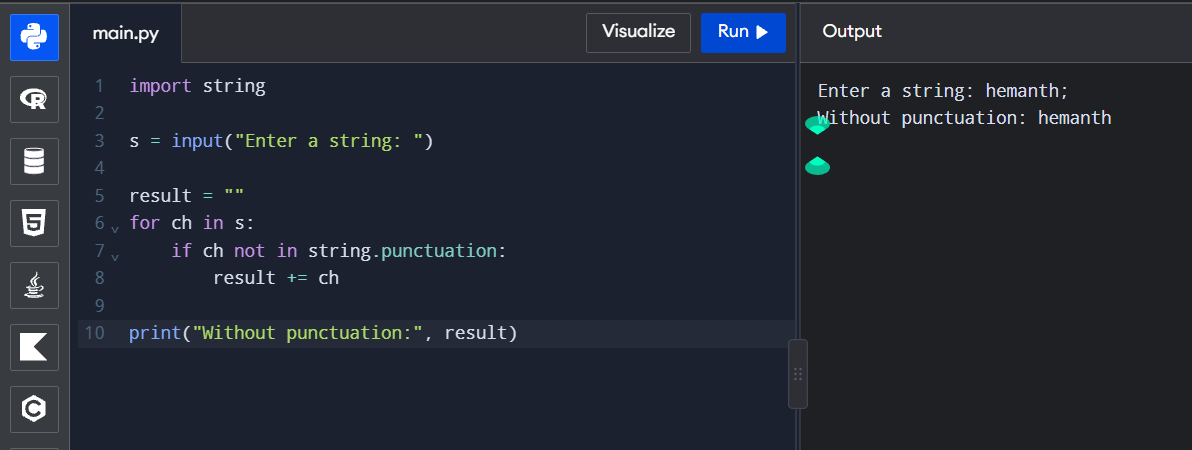 main.py
Visualize
Run
1 import string
2
3 s = input("Enter a string: ")
4
5 result = ""
6 for ch in s:
7     if ch not in string.punctuation:
8         result += ch
9
10 print("Without punctuation:", result)
Output
Enter a string: hemanth;
Without punctuation: hemanth